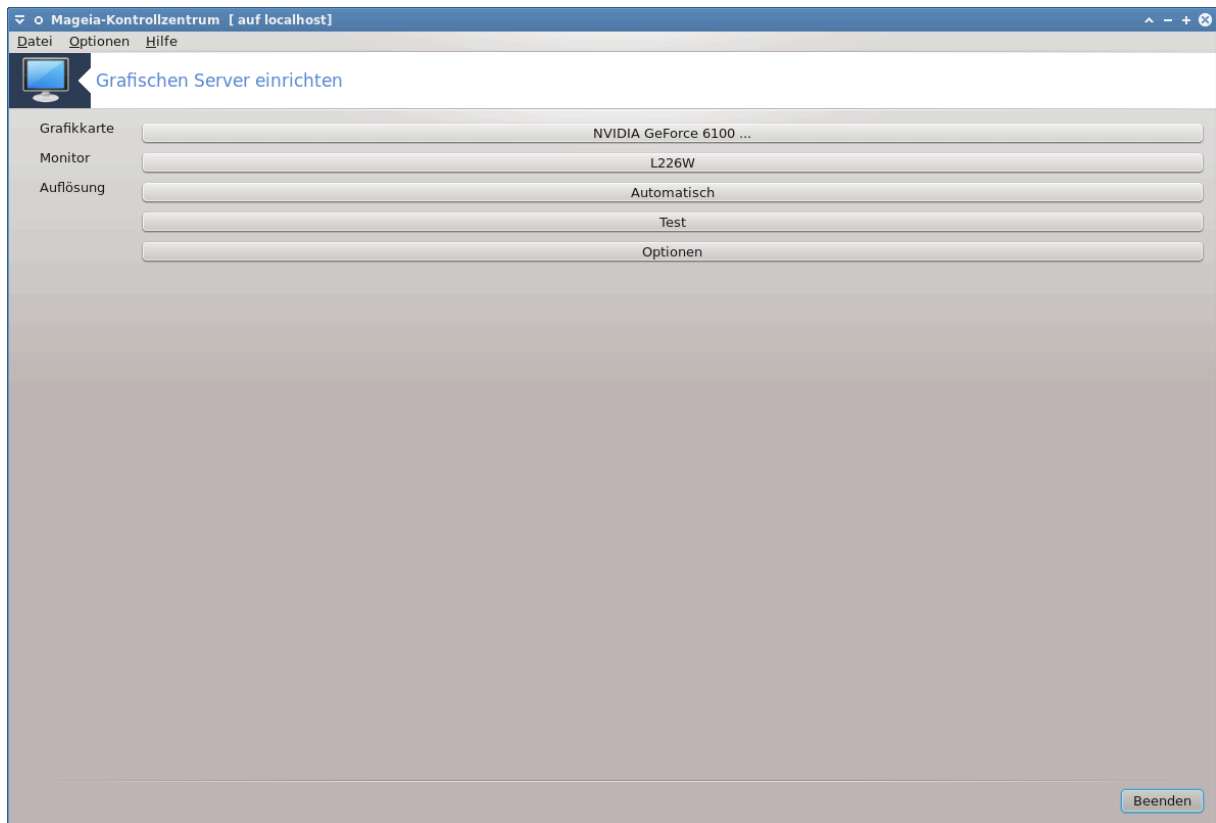 Mageia-Kontrollzentrum [ auf localhost]
Datei Optionen Hilfe
Grafischen Server einrichten
Grafikkarte NVIDIA GeForce 6100 ...
Monitor L226W
Auflösung Automatisch
Test
Optionen
Beenden